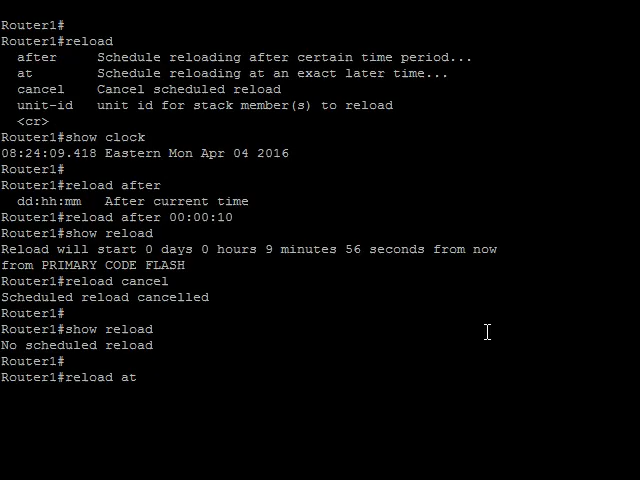 Router1#
Router1#reload
  after     Schedule reloading after certain time period...
  at        Schedule reloading at an exact later time...
  cancel    Cancel scheduled reload
  unit-id   unit id for stack member(s) to reload
  <cr>
Router1#show clock
08:24:09.418 Eastern Mon Apr 04 2016
Router1#
Router1#reload after
  dd:hh:mm   After current time
Router1#reload after 00:00:10
Router1#show reload
Reload will start 0 days 0 hours 9 minutes 56 seconds from now
from PRIMARY CODE FLASH
Router1#reload cancel
Scheduled reload cancelled
Router1#
Router1#show reload
No scheduled reload
Router1#
Router1#reload at